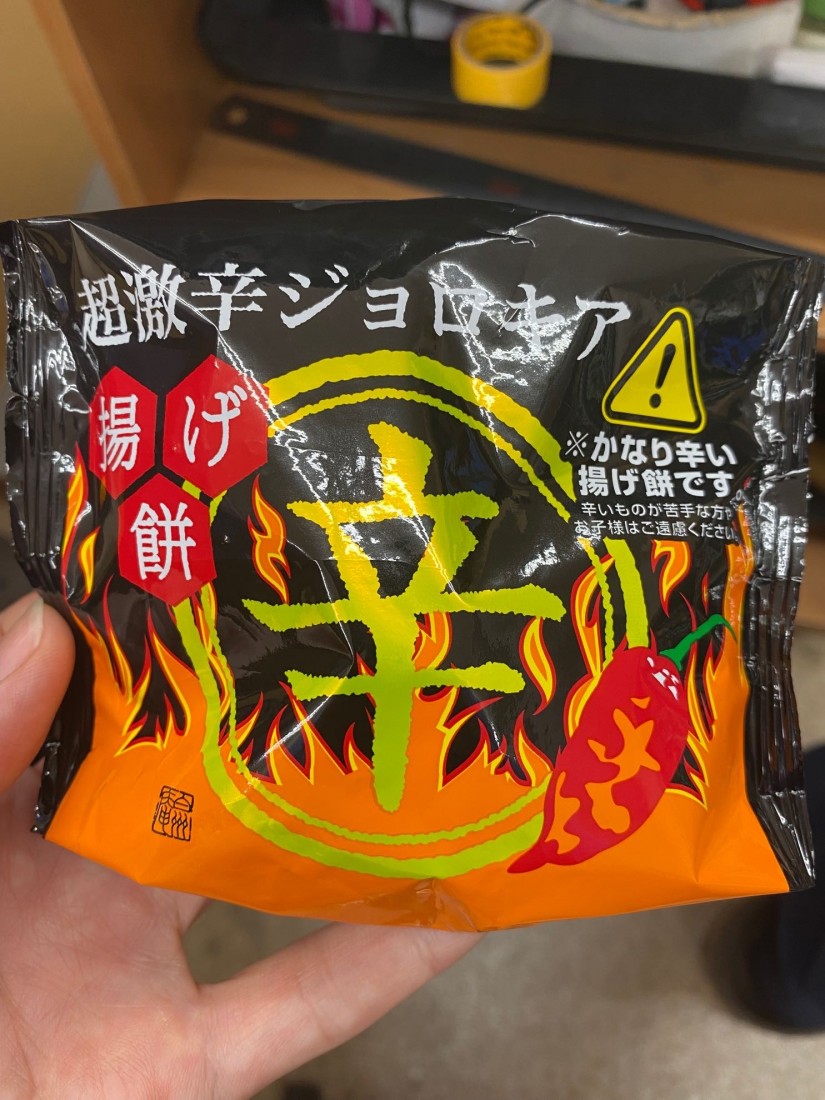 超激辛ジョロキア
揚げ
餅
辛
※かなり辛い
揚げ餅です
辛いものが苦手な方や
お子様はご遠慮ください